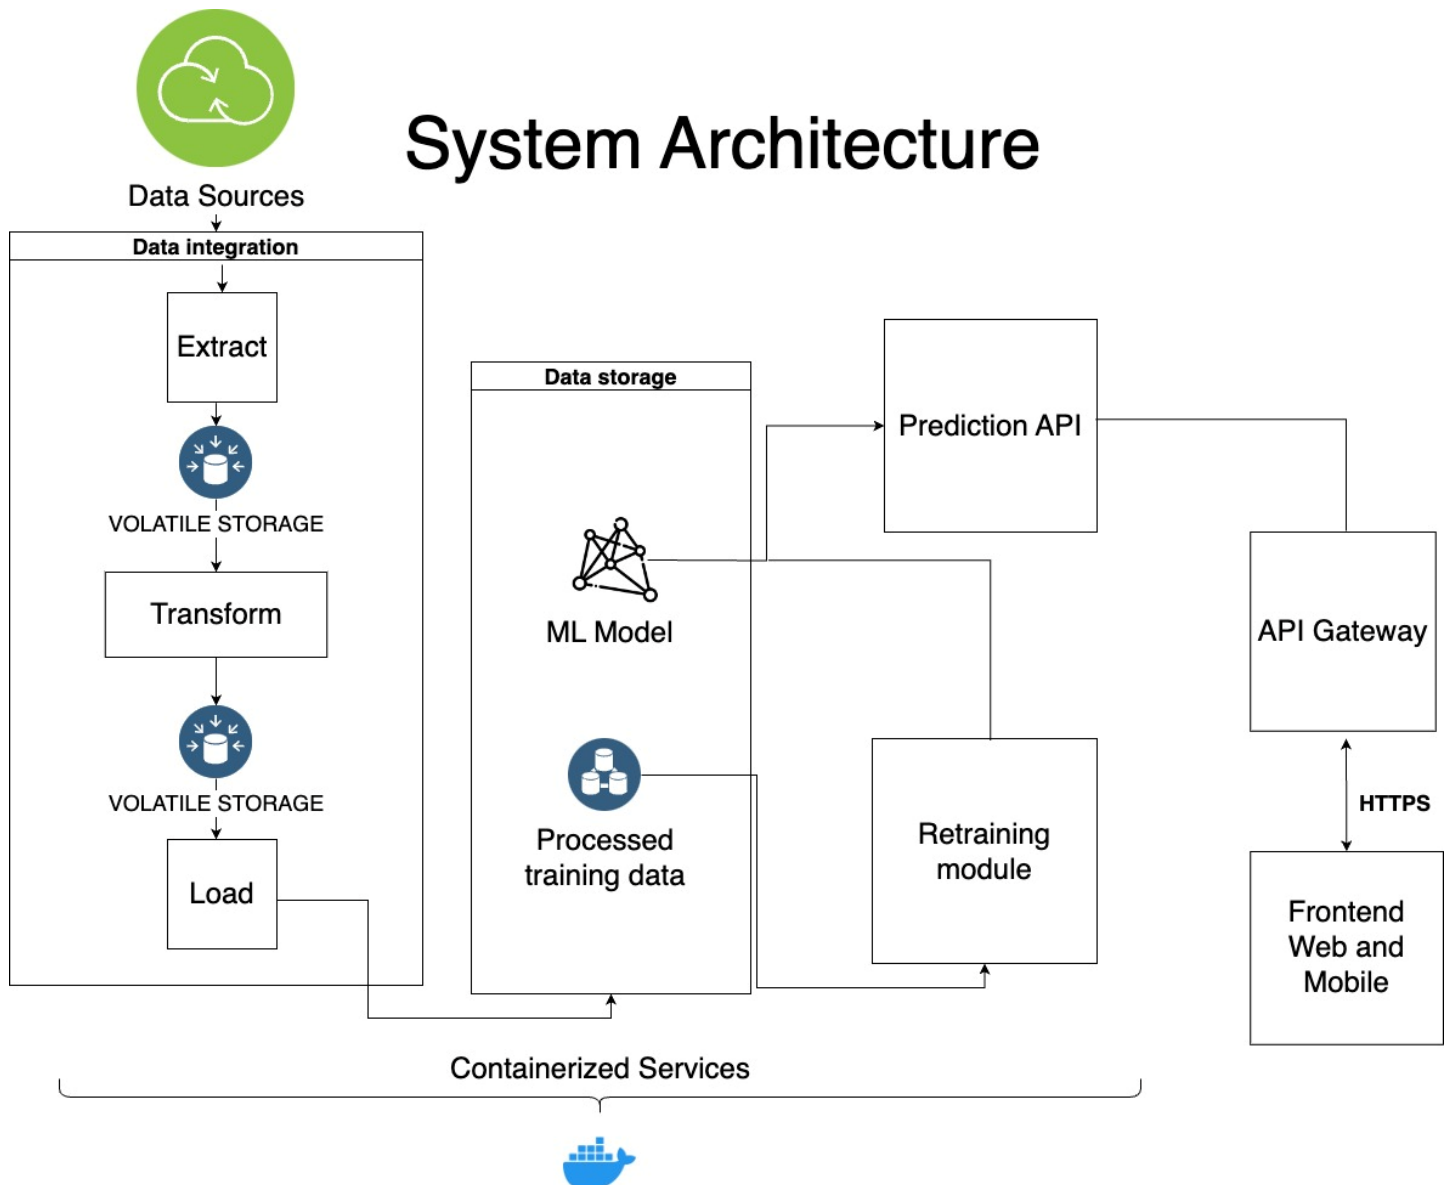 System Architecture
Data Sources
Data integration
Extract
VOLATILE STORAGE
Transform
VOLATILE STORAGE
Load
Data storage
ML Model
Processed
training data
Prediction API
Retraining
module
API Gateway
HTTPS
Frontend
Web and
Mobile
Containerized Services